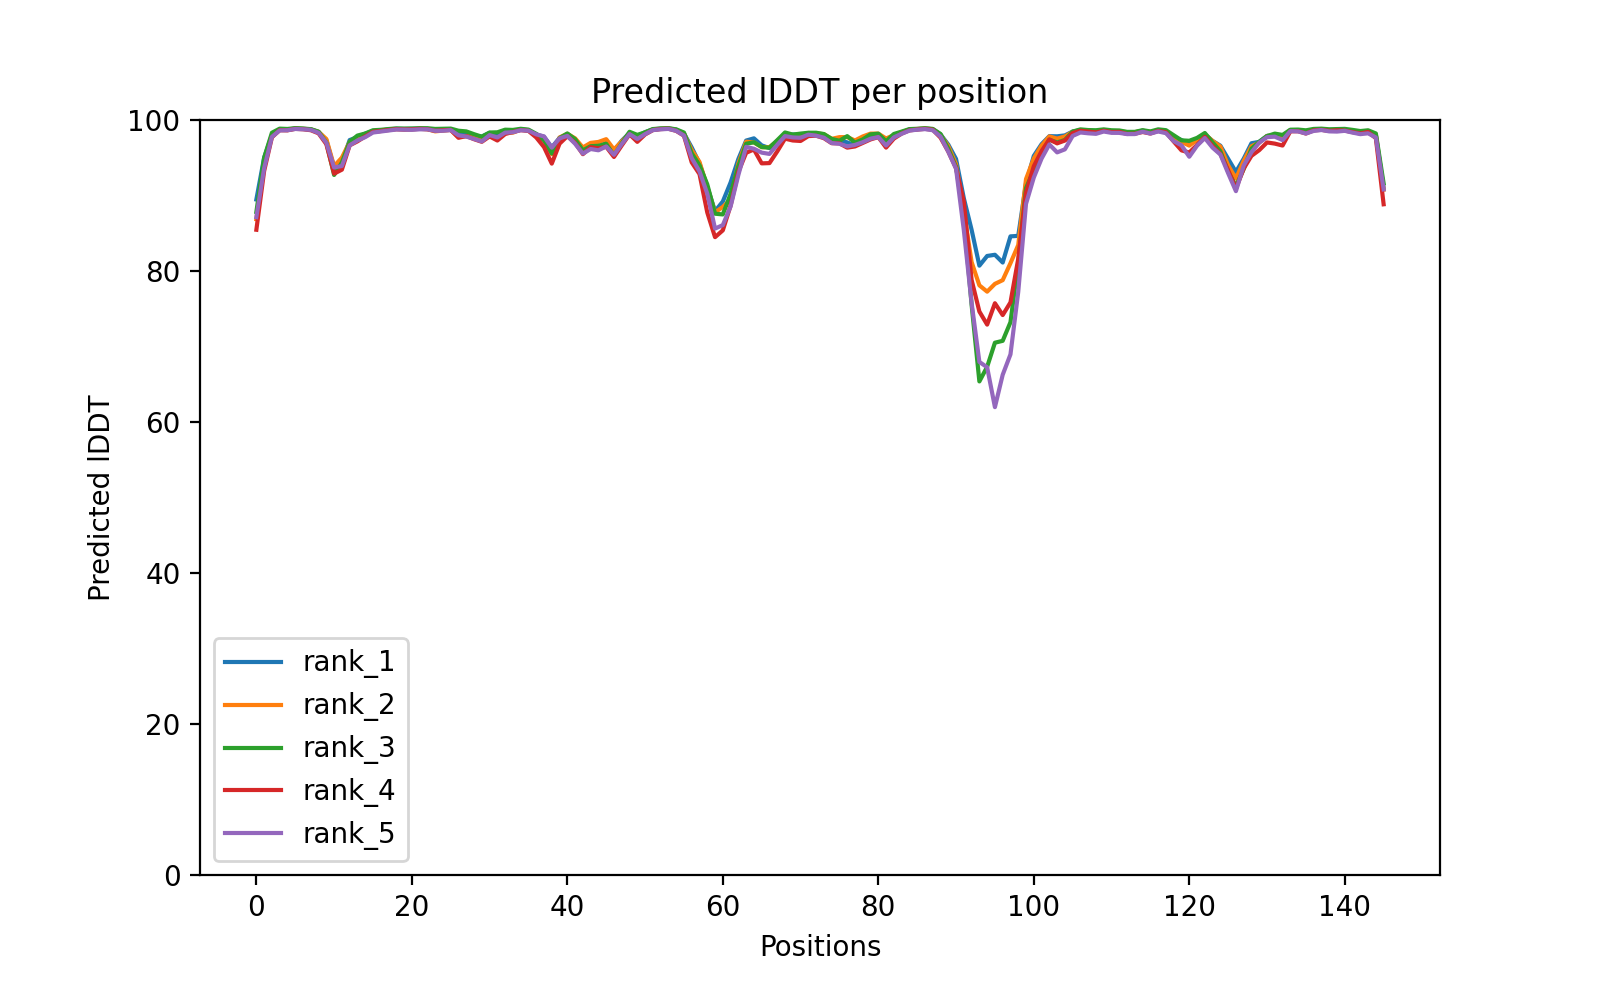 Predicted lDDT per position
Predicted lDDT
100
80
60
40
20
0
rank_1
rank_2
rank_3
rank_4
rank_5
0 20 40 60 80 100 120 140
Positions